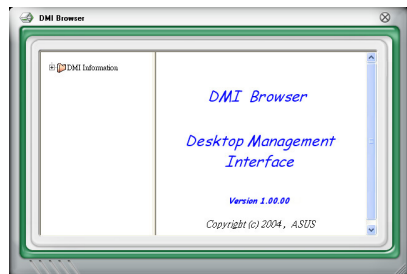 DMI Browser
DMI Information
DMI Browser
Desktop Management
Interface
Version 1.00.00
Copyright (c) 2004, ASUS